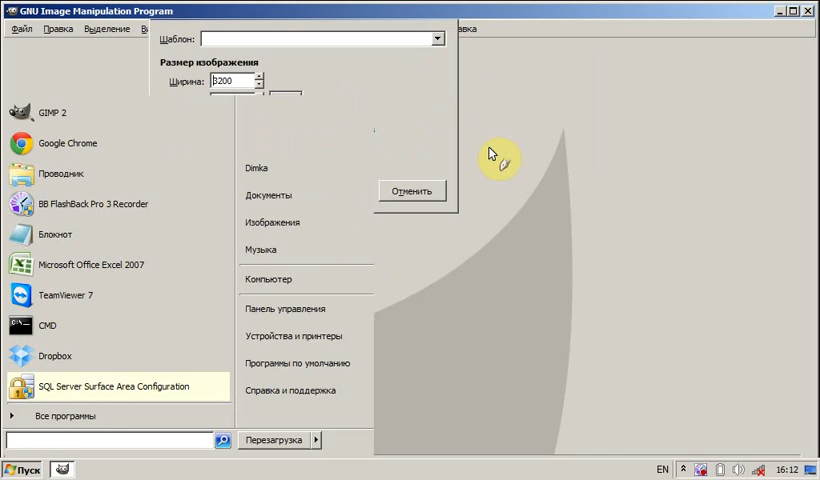 GNU Image Manipulation Program
Файл Правка Выделение
Шаблон:
Размер изображения
Ширина: 3200
GIMP 2
Google Chrome
Проводник
BB FlashBack Pro 3 Recorder
Блокнот
Microsoft Office Excel 2007
TeamViewer 7
CMD
Dropbox
SQL Server Surface Area Configuration
Все программы
Dimka
Документы
Изображения
Музыка
Компьютер
Панель управления
Устройства и принтеры
Программы по умолчанию
Справка и поддержка
Перезагрузка
Отменить
Пуск
EN
16:12